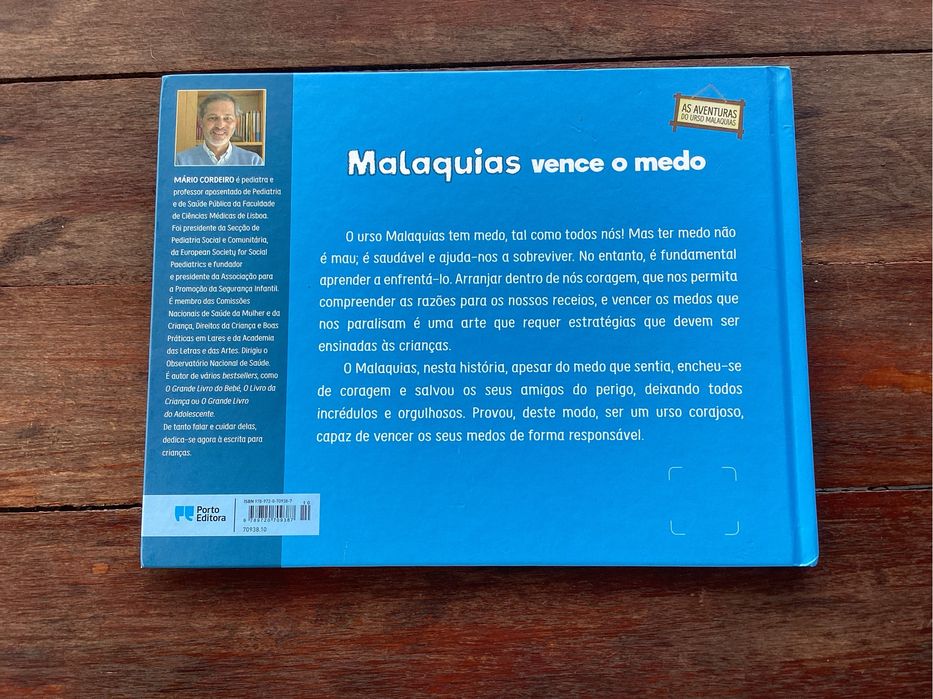 MÁRIO CORDEIRO é pediatra e
professor aposentado de Pediatria
e de Saúde Pública da Faculdade
de Ciências Médicas de Lisboa.
Foi presidente da Secção de
Pediatria Social e Comunitária,
da European Society for Social
Paediatrics e fundador
e presidente da Associação para
a Promoção da Segurança Infantil.
É membro das Comissões
Nacionais de Saúde da Mulher e da
Criança, Direitos da Criança e Boas
Práticas em Lares e da Academia
das Letras e das Artes. Dirigiu o
Observatório Nacional de Saúde.
É autor de vários bestsellers, como
O Grande Livro do Bebé, O Livro da
Criança ou O Grande Livro
do Adolescente.
De tanto falar e cuidar delas,
dedica-se agora à escrita para
crianças.
Porto
Editora
ISBN 978-972-0-70938-7
9 789720 709387
10
70938.10
AS AVENTURAS
DO URSO MALAQUIAS
Malaquias vence o medo
O urso Malaquias tem medo, tal como todos nós! Mas ter medo não
é mau; é saudável e ajuda-nos a sobreviver. No entanto, é fundamental
aprender a enfrentá-lo. Arranjar dentro de nós coragem, que nos permita
compreender as razões para os nossos receios, e vencer os medos que
nos paralisam é uma arte que requer estratégias que devem ser
ensinadas às crianças.
O Malaquias, nesta história, apesar do medo que sentia, encheu-se
de coragem e salvou os seus amigos do perigo, deixando todos
incrédulos e orgulhosos. Provou, deste modo, ser um urso corajoso,
capaz de vencer os seus medos de forma responsável.